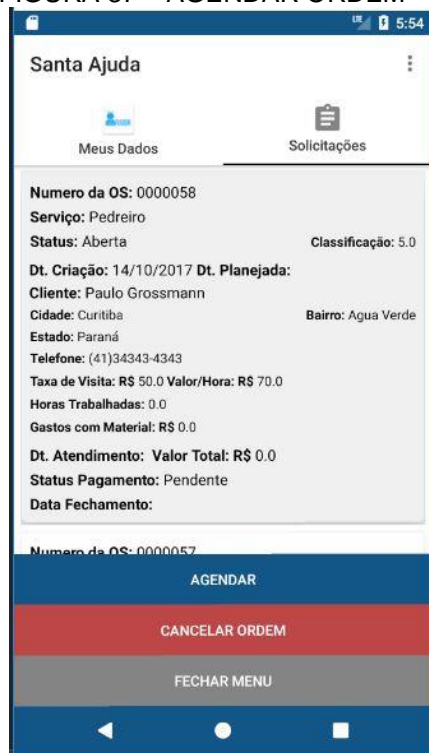 5:54
Santa Ajuda
Meus Dados
Solicitações
Numero da OS: 0000058
Serviço: Pedreiro
Status: Aberta Classificação: 5.0
Dt. Criação: 14/10/2017 Dt. Planejada:
Cliente: Paulo Grossmann
Cidade: Curitiba Bairro: Agua Verde
Estado: Paraná
Telefone: (41)34343-4343
Taxa de Visita: R$ 50.0 Valor/Hora: R$ 70.0
Horas Trabalhadas: 0.0
Gastos com Material: R$ 0.0
Dt. Atendimento: Valor Total: R$ 0.0
Status Pagamento: Pendente
Data Fechamento:
Numero da OS: 0000057
AGENDAR
CANCELAR ORDEM
FECHAR MENU